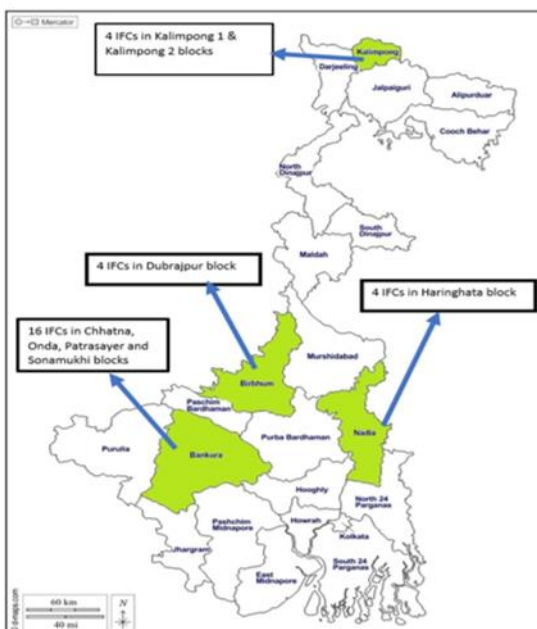 Mercator
4 IFCs in Kalimpong 1 &
Kalimpong 2 blocks
Kalimpong
Darjeeling
Jalpaiguri
Alipurduar
Cooch Behar
North
Dinajpur
South
Dinajpur
Maldah
4 IFCs in Dubrajpur block
4 IFCs in Haringhata block
16 IFCs in Chhatna,
Onda, Patrasayer and
Sonamukhi blocks
Murshidabad
Birbhum
Paschim
Bardhaman
Nadia
Purulia
Bankura
Purba Bardhaman
Hooghly
North 24
Parganas
Howrah
Pashchim
Midnapore
Kolkata
Jhargram
South 24
Parganas
East
Midnapore
60 km
40 mi
N
d-maps.com